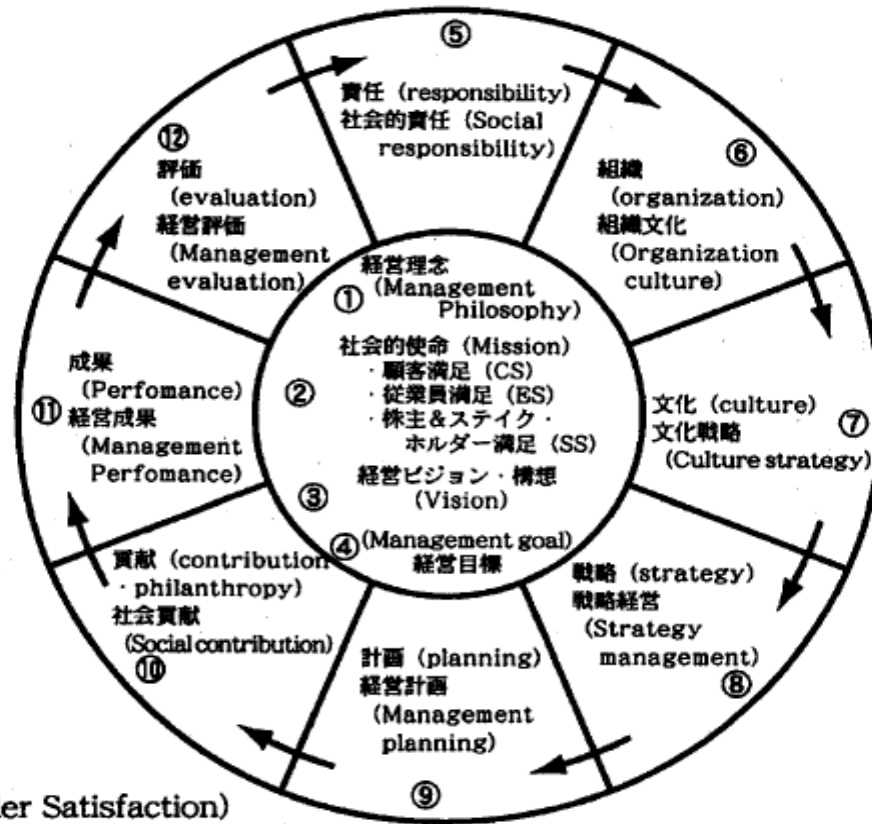 ⑤
責任 (responsibility)
社会的責任 (Social
responsibility)
⑥
組織
(organization)
組織文化
(Organization
culture)
⑦
文化 (culture)
文化戦略
(Culture strategy)
⑧
戦略 (strategy)
戦略経営
(Strategy
management)
⑨
計画 (planning)
経営計画
(Management
planning)
⑩
貢献 (contribution
・philanthropy)
社会貢献
(Social contribution)
⑪
成果
(Perfomance)
経営成果
(Management
Perfomance)
⑫
評価
(evaluation)
経営評価
(Management
evaluation)
①
経営理念
(Management
Philosophy)
②
社会的使命 (Mission)
・顧客満足 (CS)
・従業員満足 (ES)
・株主&ステイク・
ホルダー満足 (SS)
③
経営ビジョン・構想
(Vision)
④
(Management goal)
経営目標
er Satisfaction)